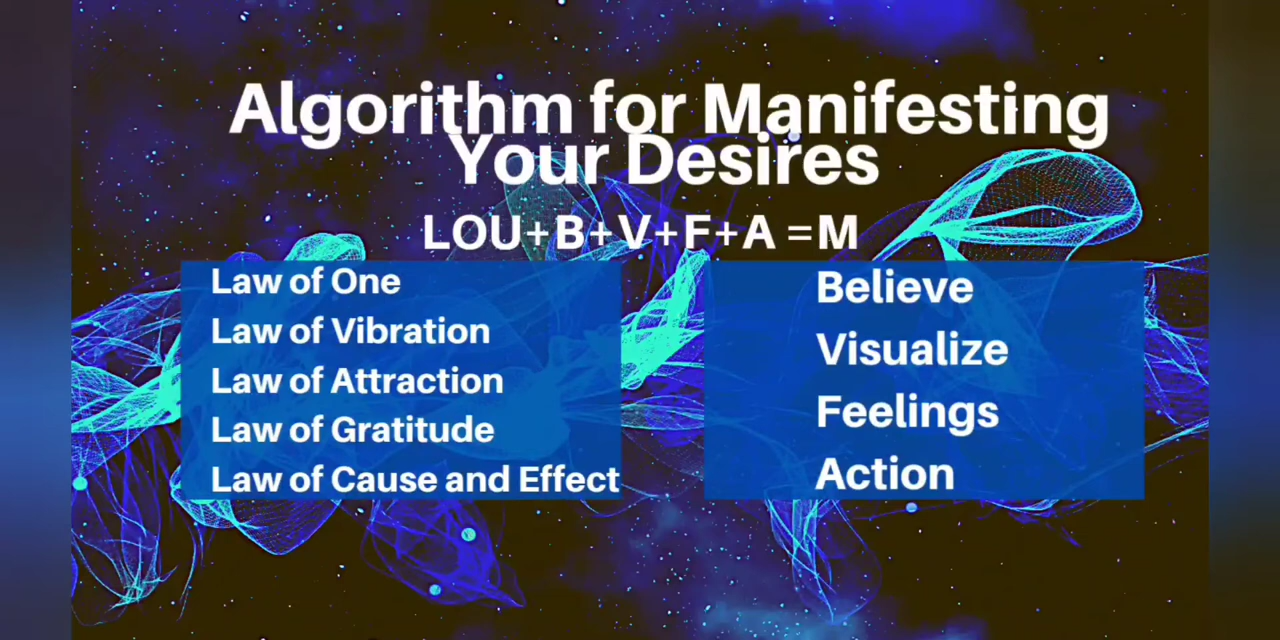 Algorithm for Manifesting
Your Desires
LOU+B+V+F+A =M
Law of One
Law of Vibration
Law of Attraction
Law of Gratitude
Law of Cause and Effect
Believe
Visualize
Feelings
Action